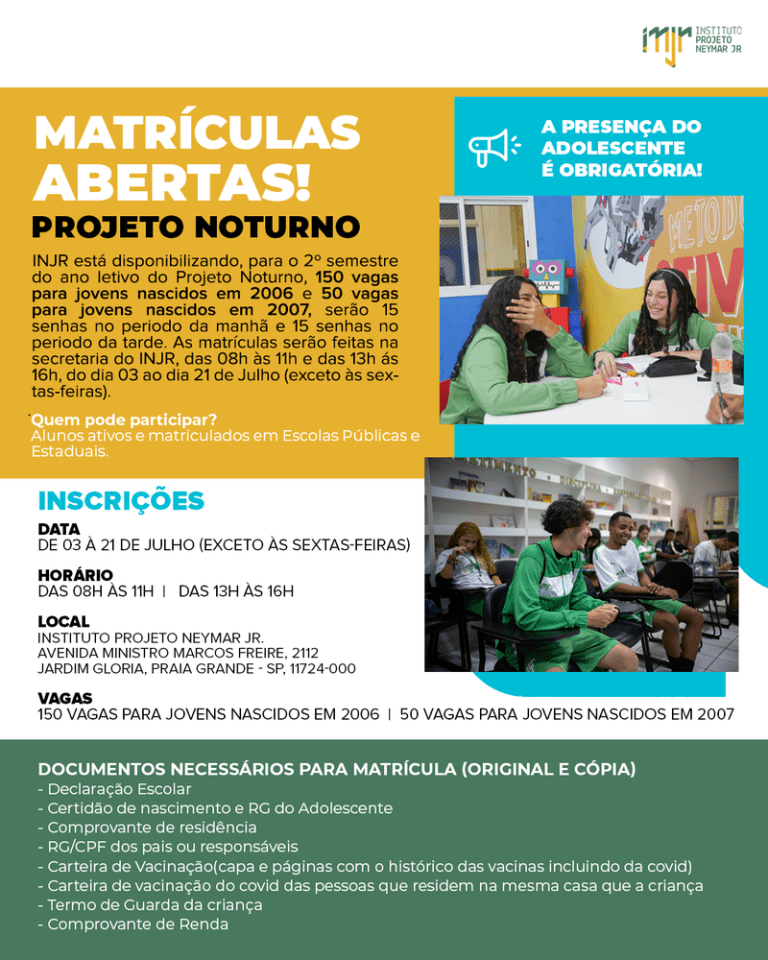 INSTITUTO
PROJETO
NEYMAR JR
MATRÍCULAS
ABERTAS!
PROJETO NOTURNO
INJR está disponibilizando, para o 2º semestre
do ano letivo do Projeto Noturno, 150 vagas
para jovens nascidos em 2006 e 50 vagas
para jovens nascidos em 2007, serão 15
senhas no periodo da manhã e 15 senhas no
periodo da tarde. As matrículas serão feitas na
secretaria do INJR, das 08h às 11h e das 13h ás
16h, do dia 03 ao dia 21 de Julho (exceto às sex-
tas-feiras).
Quem pode participar?
Alunos ativos e matriculados em Escolas Públicas e
Estaduais.
A PRESENÇA DO
ADOLESCENTE
É OBRIGATÓRIA!
INSCRIÇÕES
DATA
DE 03 À 21 DE JULHO (EXCETO ÀS SEXTAS-FEIRAS)
HORÁRIO
DAS 08H ÀS 11H | DAS 13H ÀS 16H
LOCAL
INSTITUTO PROJETO NEYMAR JR.
AVENIDA MINISTRO MARCOS FREIRE, 2112
JARDIM GLORIA, PRAIA GRANDE - SP, 11724-000
VAGAS
150 VAGAS PARA JOVENS NASCIDOS EM 2006 | 50 VAGAS PARA JOVENS NASCIDOS EM 2007
DOCUMENTOS NECESSÁRIOS PARA MATRÍCULA (ORIGINAL E CÓPIA)
- Declaração Escolar
- Certidão de nascimento e RG do Adolescente
- Comprovante de residência
- RG/CPF dos pais ou responsáveis
- Carteira de Vacinação(capa e páginas com o histórico das vacinas incluindo da covid)
- Carteira de vacinação do covid das pessoas que residem na mesma casa que a criança
- Termo de Guarda da criança
- Comprovante de Renda